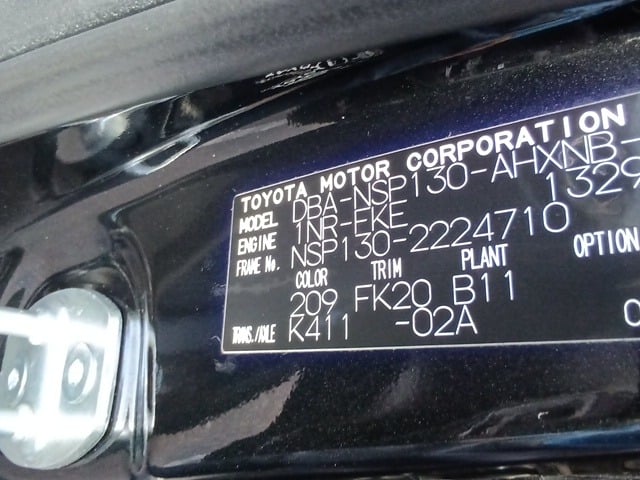 TOYOTA MOTOR CORPORATION
MODEL DBA-NSP130-AHXNB-
ENGINE 1NR-FKE 1329
FRAME No. NSP130-2224710
COLOR TRIM PLANT OPTION
209 FK20 B11
TRANS./AXLE K411 -02A